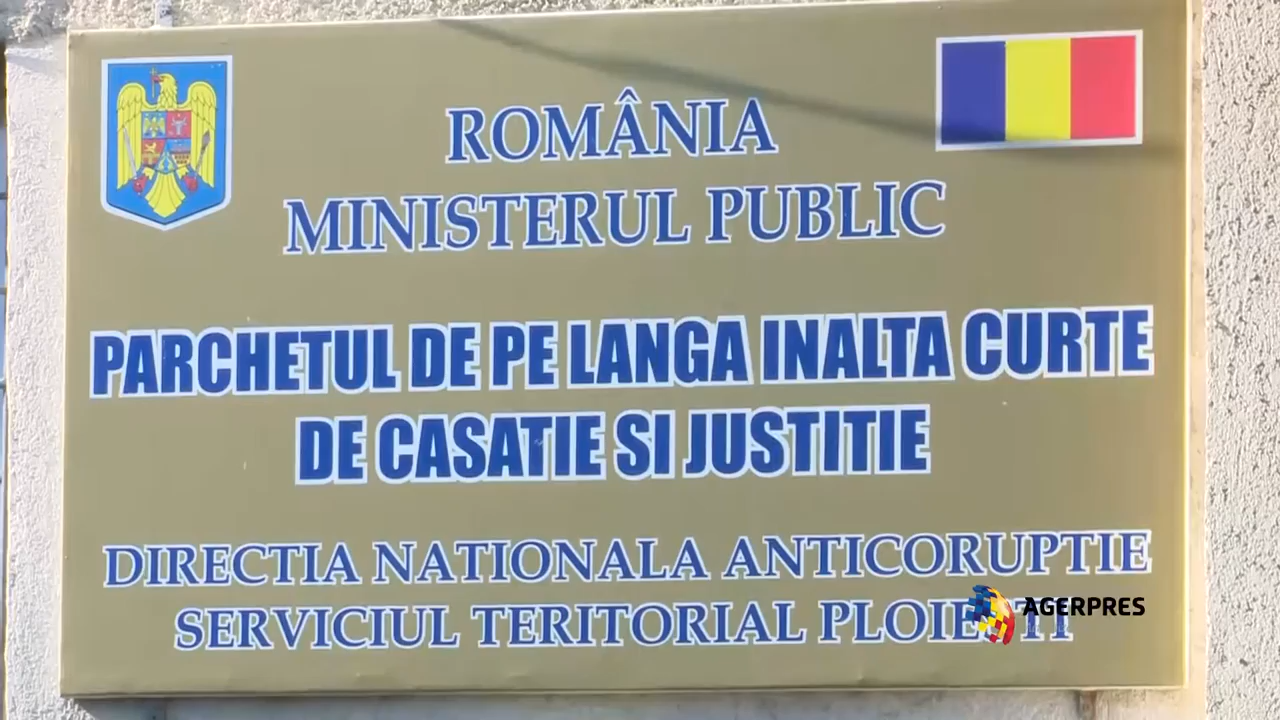 ROMÂNIA
MINISTERUL PUBLIC
PARCHETUL DE PE LANGA INALTA CURTE
DE CASATIE SI JUSTITIE
DIRECTIA NATIONALA ANTICORUPTIE
SERVICIUL TERITORIAL
AGERPRES